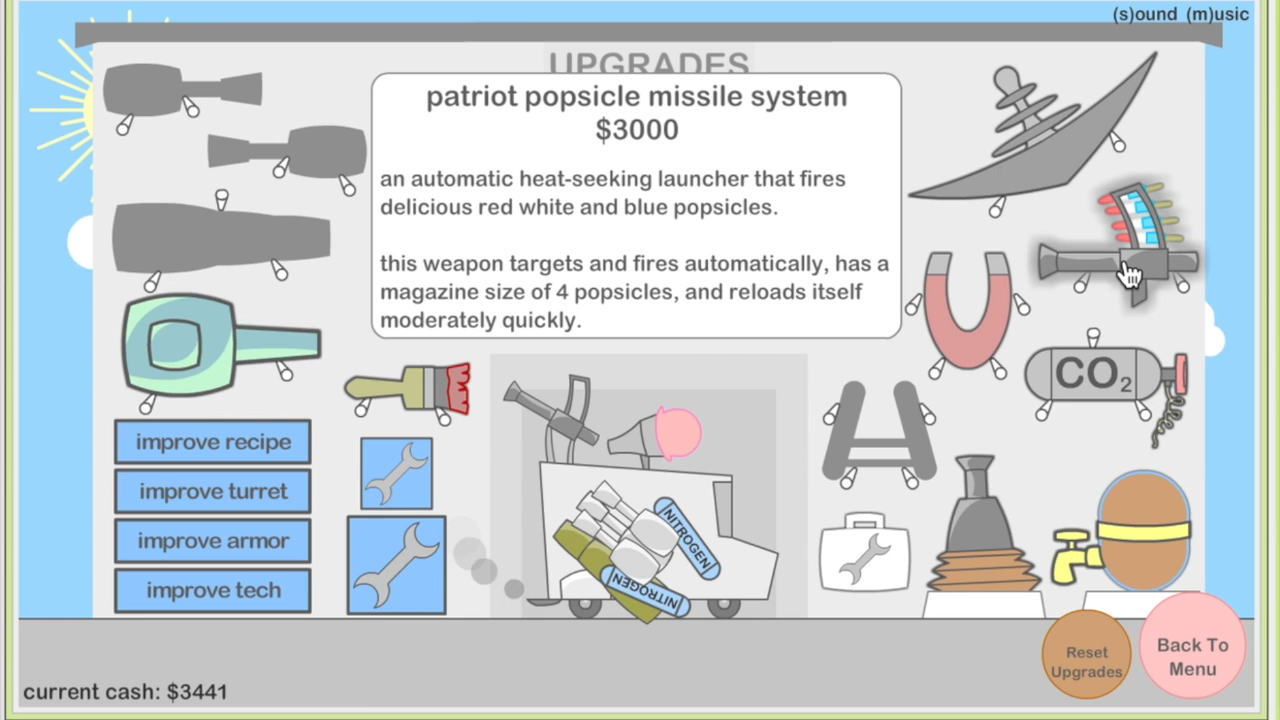 (s)ound (m)usic
UPGRADES
patriot popsicle missile system
$3000
an automatic heat-seeking launcher that fires
delicious red white and blue popsicles.
this weapon targets and fires automatically, has a
magazine size of 4 popsicles, and reloads itself
moderately quickly.
CO2
improve recipe
improve turret
improve armor
improve tech
NITROGEN
NITROGEN
Reset
Upgrades
Back To
Menu
current cash: $3441